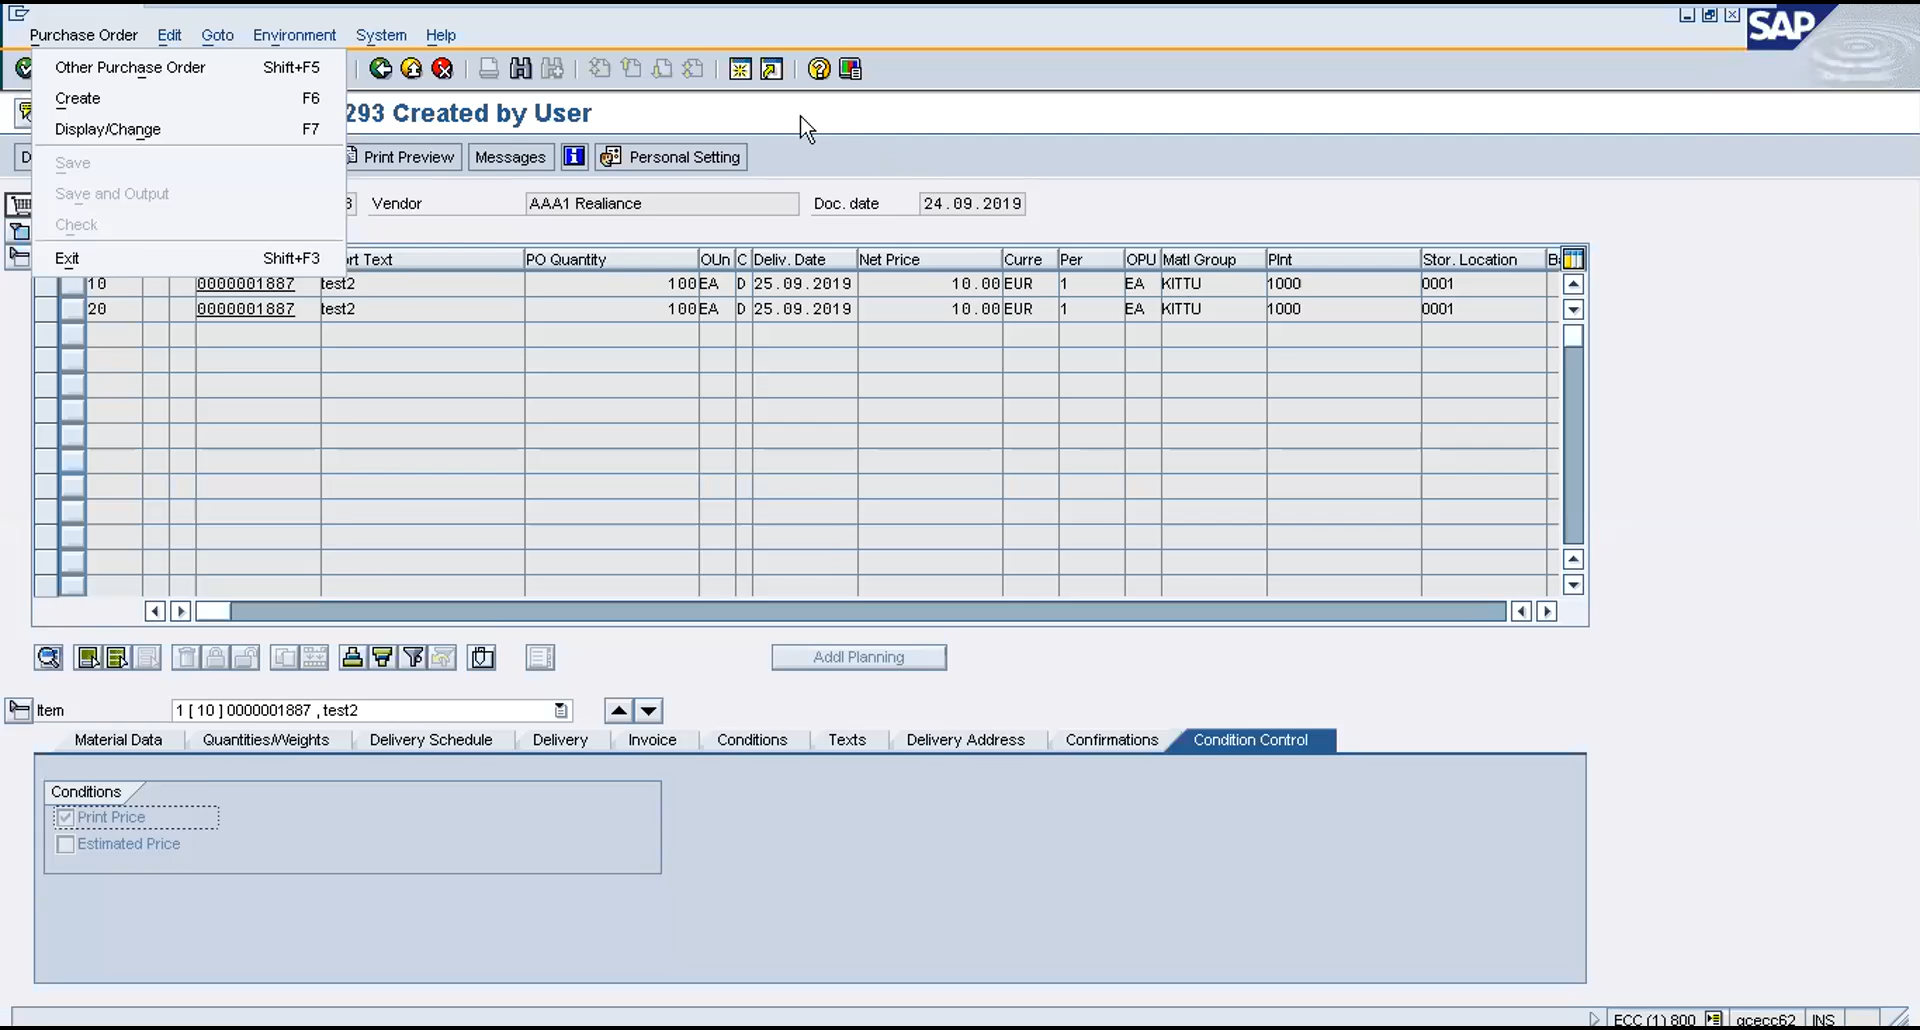 Purchase Order Edit Goto Environment System Help
SAP
Other Purchase Order Shift+F5
Create F6
Display/Change F7
Save
Save and Output
Check
Exit Shift+F3
293 Created by User
Print Preview Messages Personal Setting
Vendor AAA1 Realiance Doc. date 24.09.2019
rt Text PO Quantity OUn C Deliv. Date Net Price Curre Per OPU Matl Group Plnt Stor. Location
10 0000001887 test2 100 EA D 25.09.2019 10.00 EUR 1 EA KITTU 1000 0001
20 0000001887 test2 100 EA D 25.09.2019 10.00 EUR 1 EA KITTU 1000 0001
Addl Planning
Item 1 [ 10 ] 0000001887 , test2
Material Data Quantities/Weights Delivery Schedule Delivery Invoice Conditions Texts Delivery Address Confirmations Condition Control
Conditions
Print Price
Estimated Price
ECC (1) 800 qcecc62 INS